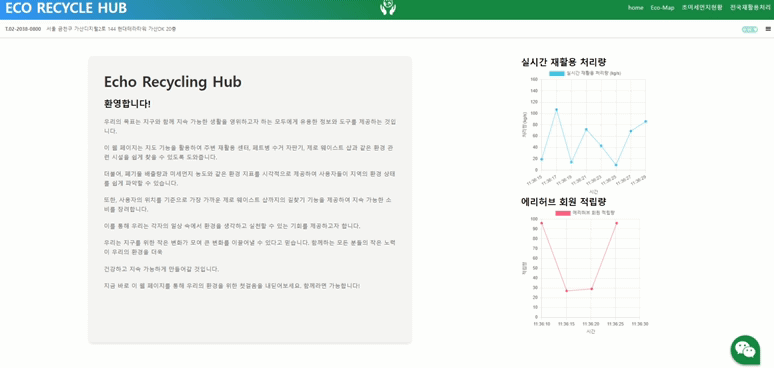 ECO RECYCLE HUB
home Eco-Map 초미세먼지현황 전국재활용처리
T.02-2038-0800 서울 금천구 가산디지털2로 144 현대테라타워 가산DK 20층
Echo Recycling Hub
환영합니다!
우리의 목표는 지구와 함께 지속 가능한 생활을 영위하고자 하는 모두에게 유용한 정보와 도구를 제공하는 것입
니다.
이 웹 페이지는 지도 기능을 활용하여 주변 재활용 센터, 페트병 수거 자판기, 제로 웨이스트 샵과 같은 환경 관
련 시설을 쉽게 찾을 수 있도록 도와줍니다.
더불어, 폐기물 배출량과 미세먼지 농도와 같은 환경 지표를 시각적으로 제공하여 사용자들이 지역의 환경 상태
를 쉽게 파악할 수 있습니다.
또한, 사용자의 위치를 기준으로 가장 가까운 제로 웨이스트 샵까지의 길찾기 기능을 제공하여 지속 가능한 소
비를 장려합니다.
이를 통해 우리는 각자의 일상 속에서 환경을 생각하고 실천할 수 있는 기회를 제공하고자 합니다.
우리는 지구를 위한 작은 변화가 모여 큰 변화를 이끌어낼 수 있다고 믿습니다. 함께하는 모든 분들의 작은 노력
이 우리의 환경을 더욱
건강하고 지속 가능하게 만들어갈 것입니다.
지금 바로 이 웹 페이지를 통해 우리의 환경을 위한 첫걸음을 내딛어보세요. 함께라면 가능합니다!
실시간 재활용 처리량
실시간 재활용 처리량 (kg/s)
재활용 처리량(kg/s)
160
140
120
100
80
60
40
20
0
11:36:15 11:36:17 11:36:19 11:36:21 11:36:23 11:36:25 11:36:27 11:36:29
시간
에리허브 회원 적립량
에리허브 회원 적립량
적립량
100
90
80
70
60
50
40
30
20
10
0
11:36:10 11:36:15 11:36:20 11:36:25 11:36:30
시간